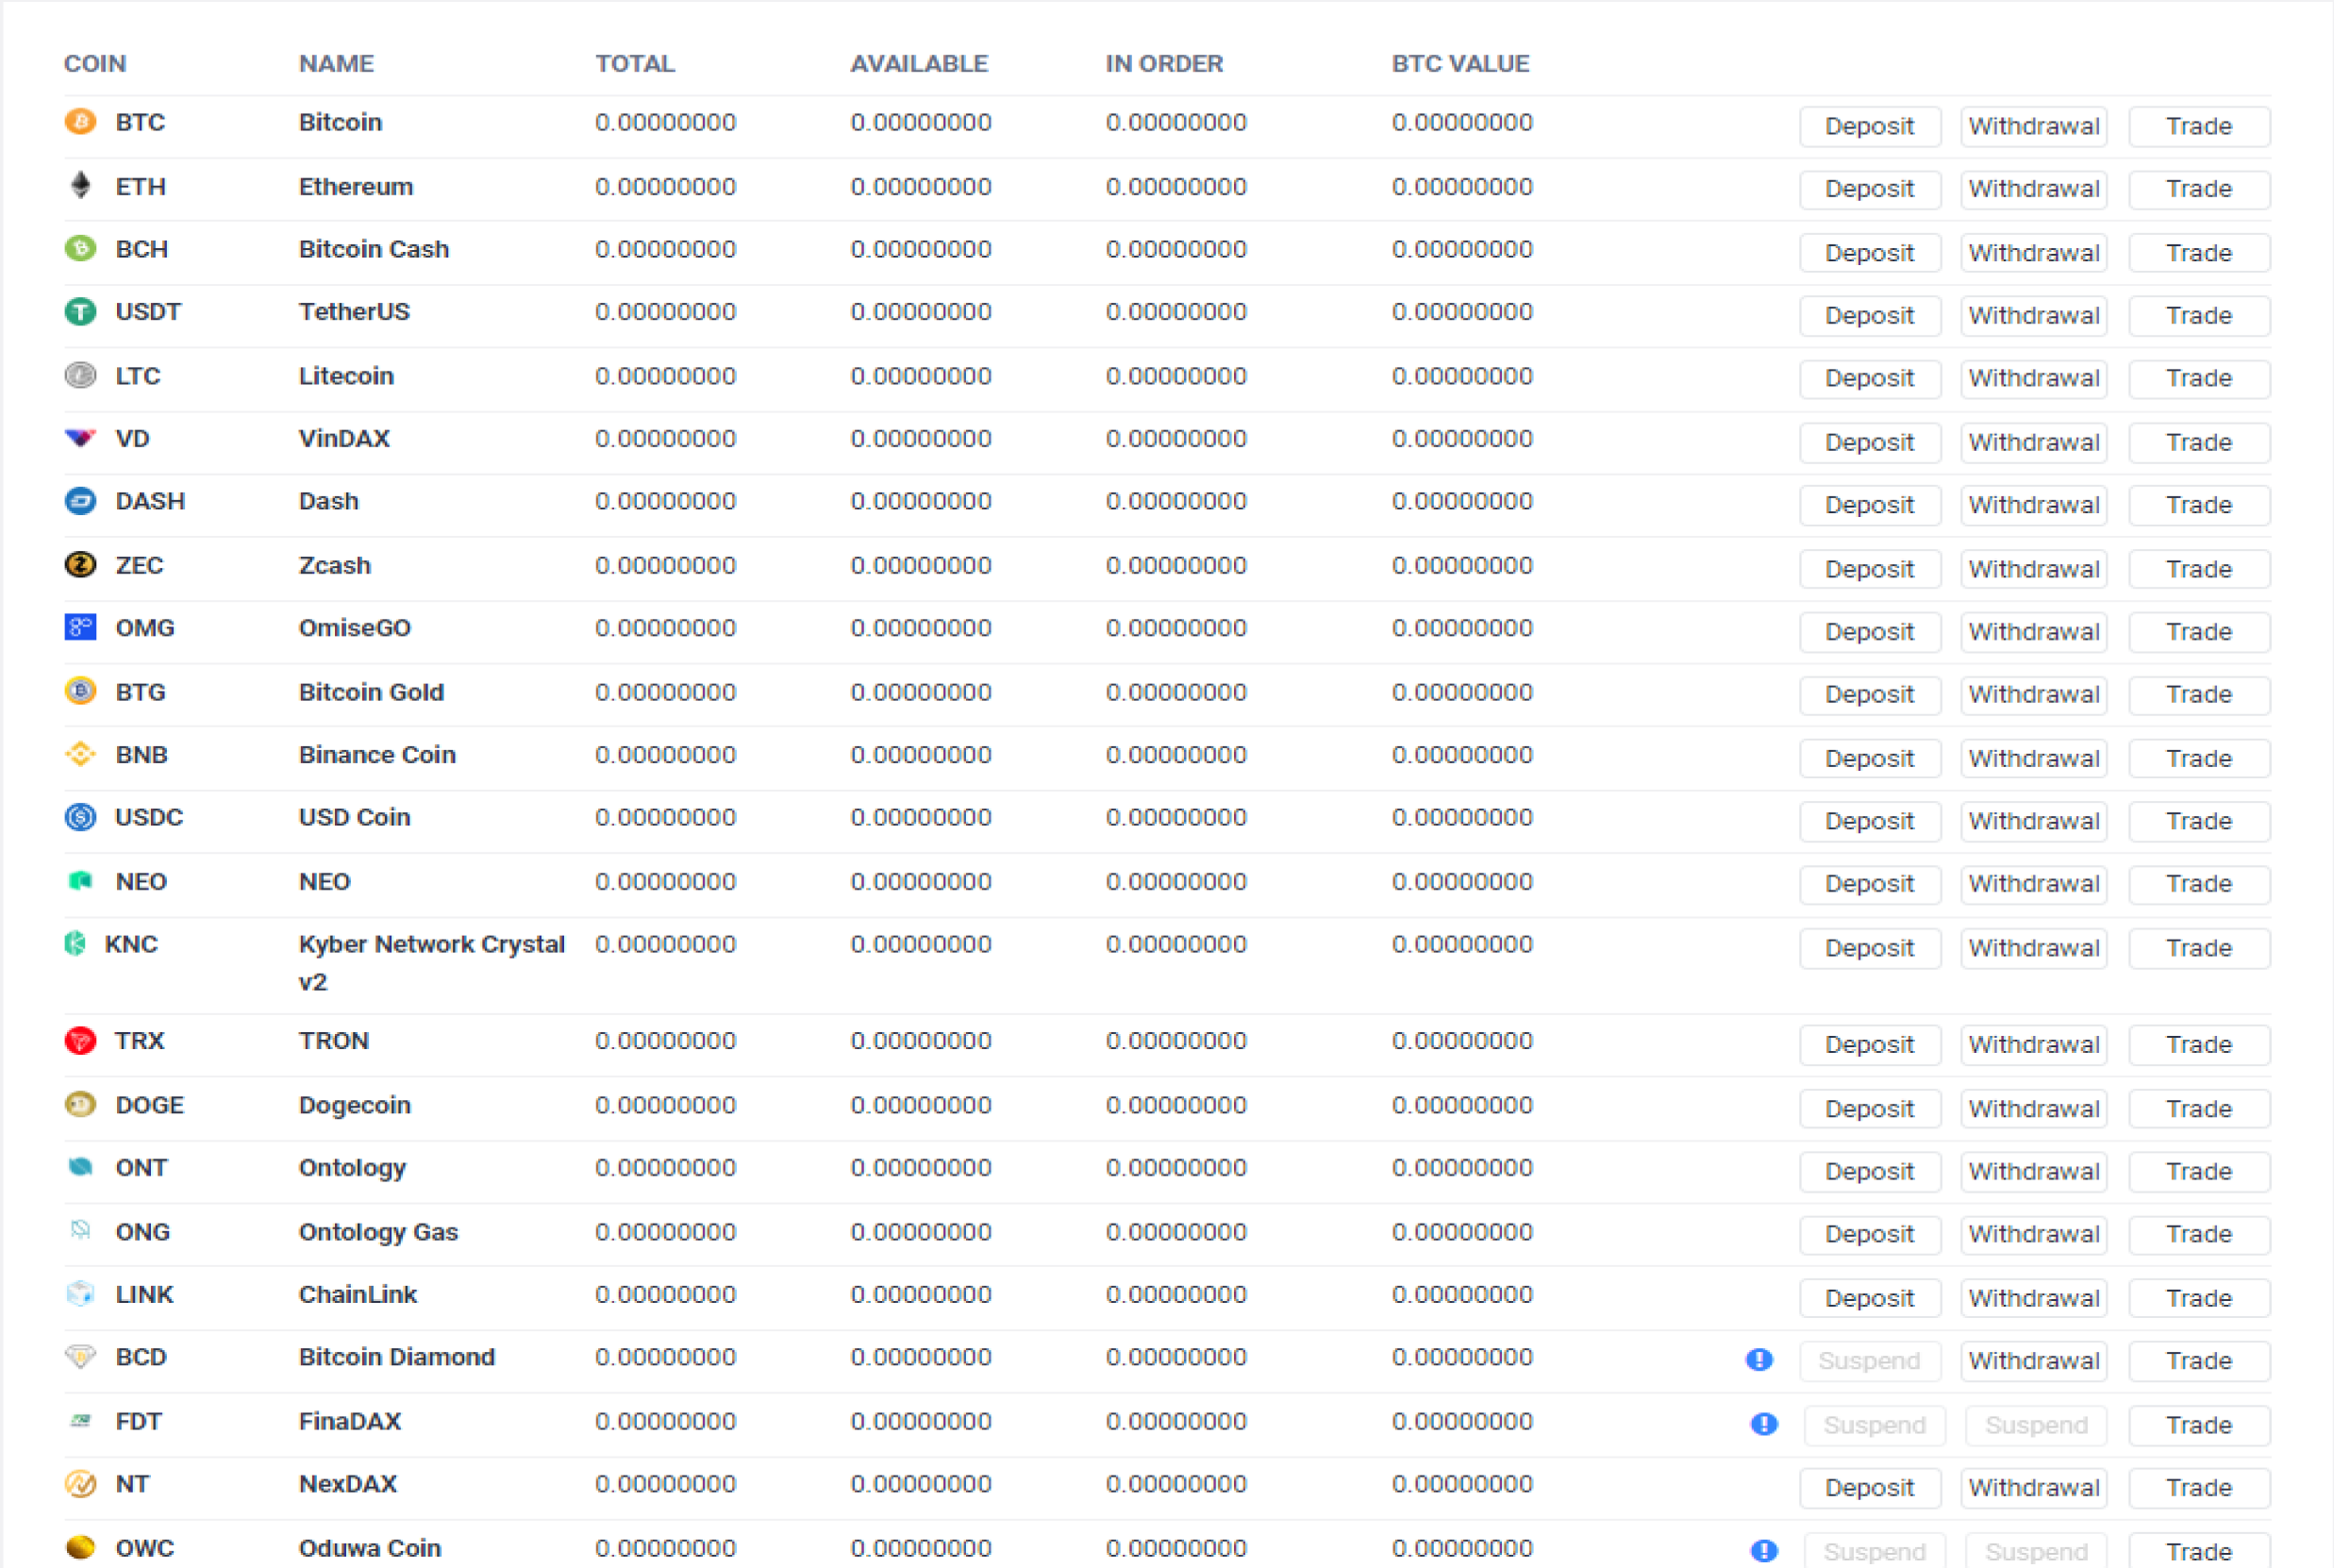 COIN NAME TOTAL AVAILABLE IN ORDER BTC VALUE
BTC Bitcoin 0.00000000 0.00000000 0.00000000 0.00000000 Deposit Withdrawal Trade
ETH Ethereum 0.00000000 0.00000000 0.00000000 0.00000000 Deposit Withdrawal Trade
BCH Bitcoin Cash 0.00000000 0.00000000 0.00000000 0.00000000 Deposit Withdrawal Trade
USDT TetherUS 0.00000000 0.00000000 0.00000000 0.00000000 Deposit Withdrawal Trade
LTC Litecoin 0.00000000 0.00000000 0.00000000 0.00000000 Deposit Withdrawal Trade
VD VinDAX 0.00000000 0.00000000 0.00000000 0.00000000 Deposit Withdrawal Trade
DASH Dash 0.00000000 0.00000000 0.00000000 0.00000000 Deposit Withdrawal Trade
ZEC Zcash 0.00000000 0.00000000 0.00000000 0.00000000 Deposit Withdrawal Trade
OMG OmiseGO 0.00000000 0.00000000 0.00000000 0.00000000 Deposit Withdrawal Trade
BTG Bitcoin Gold 0.00000000 0.00000000 0.00000000 0.00000000 Deposit Withdrawal Trade
BNB Binance Coin 0.00000000 0.00000000 0.00000000 0.00000000 Deposit Withdrawal Trade
USDC USD Coin 0.00000000 0.00000000 0.00000000 0.00000000 Deposit Withdrawal Trade
NEO NEO 0.00000000 0.00000000 0.00000000 0.00000000 Deposit Withdrawal Trade
KNC Kyber Network Crystal 0.00000000 0.00000000 0.00000000 0.00000000 Deposit Withdrawal Trade
v2
TRX TRON 0.00000000 0.00000000 0.00000000 0.00000000 Deposit Withdrawal Trade
DOGE Dogecoin 0.00000000 0.00000000 0.00000000 0.00000000 Deposit Withdrawal Trade
ONT Ontology 0.00000000 0.00000000 0.00000000 0.00000000 Deposit Withdrawal Trade
ONG Ontology Gas 0.00000000 0.00000000 0.00000000 0.00000000 Deposit Withdrawal Trade
LINK ChainLink 0.00000000 0.00000000 0.00000000 0.00000000 Deposit Withdrawal Trade
BCD Bitcoin Diamond 0.00000000 0.00000000 0.00000000 0.00000000 Suspend Withdrawal Trade
FDT FinaDAX 0.00000000 0.00000000 0.00000000 0.00000000 Suspend Suspend Trade
NT NexDAX 0.00000000 0.00000000 0.00000000 0.00000000 Deposit Withdrawal Trade
OWC Oduwa Coin 0.00000000 0.00000000 0.00000000 0.00000000 Suspend Suspend Trade